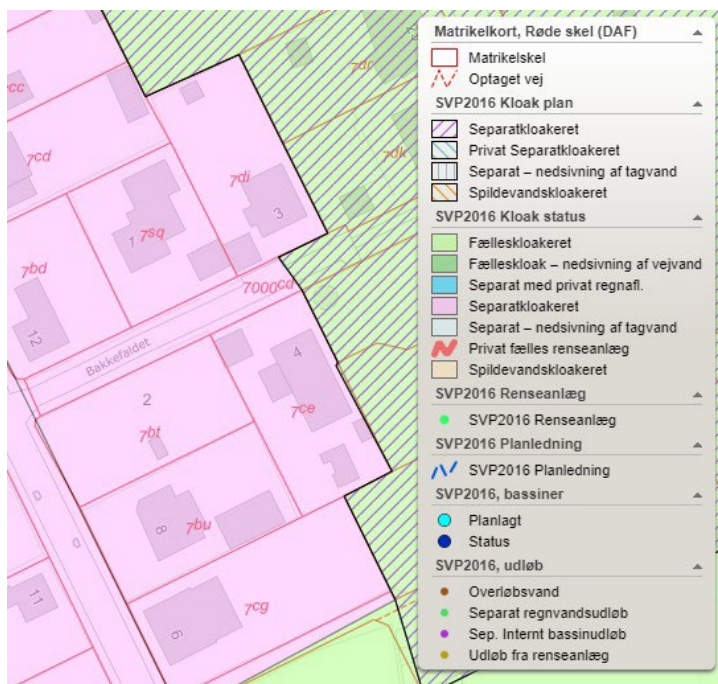 Matrikelkort, Røde skel (DAF)
Matrikelskel
Optaget vej
SVP2016 Kloak plan
Separatkloakeret
Privat Separatkloakeret
Separat – nedsivning af tagvand
Spildevandskloakeret
SVP2016 Kloak status
Fælleskloakeret
Fælleskloak – nedsivning af vejvand
Separat med privat regnafl.
Separatkloakeret
Separat – nedsivning af tagvand
Privat fælles renseanlæg
Spildevandskloakeret
SVP2016 Renseanlæg
SVP2016 Renseanlæg
SVP2016 Planledning
SVP2016 Planledning
SVP2016, bassiner
Planlagt
Status
SVP2016, udløb
Overløbsvand
Separat regnvandsudløb
Sep. Internt bassinudløb
Udløb fra renseanlæg
7dr
cc
7cd
7dk
7di
3
1
7sq
7bd
7000cd
12
Bakkefaldet
4
2
7ce
7bt
8
7bu
11
7cg
6